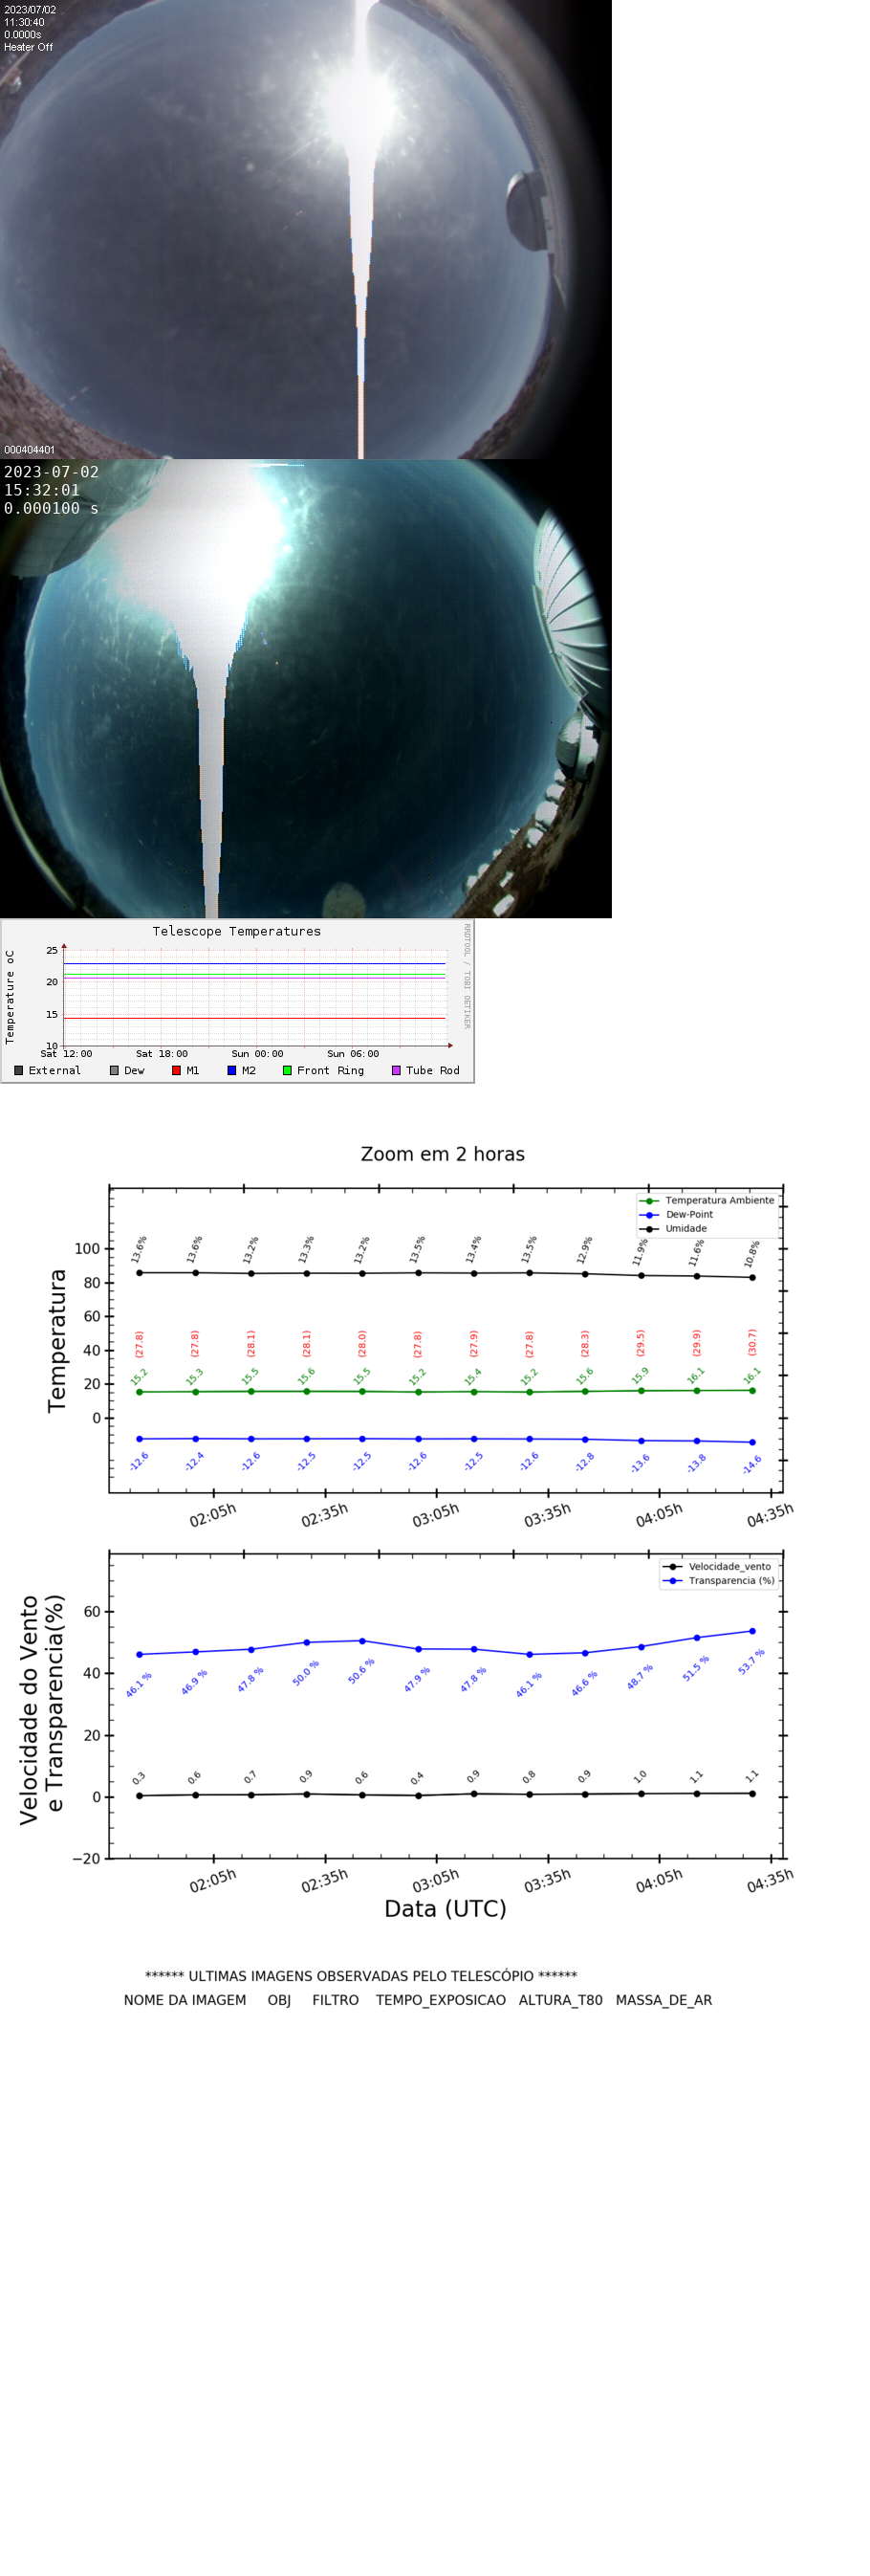 2023/07/02
11:30:40
0.0000s
Heater Off
000404401
2023-07-02
15:32:01
0.000100 s
Telescope Temperatures
RRDTOOL / TOBI OETIKER
Temperature oC
25
20
15
10
Sat 12:00 Sat 18:00 Sun 00:00 Sun 06:00
External Dew M1 M2 Front Ring Tube Rod
Zoom em 2 horas
Temperatura Ambiente
Dew-Point
Umidade
Temperatura
100
80
60
40
20
0
13.6% 13.6% 13.2% 13.3% 13.2% 13.5% 13.4% 13.5% 12.9% 11.9% 11.6% 10.8%
(27.8) (27.8) (28.1) (28.1) (28.0) (27.8) (27.9) (27.8) (28.3) (29.5) (29.9) (30.7)
15.2 15.3 15.5 15.6 15.5 15.2 15.4 15.2 15.6 15.9 16.1 16.1
-12.6 -12.4 -12.6 -12.5 -12.5 -12.6 -12.5 -12.6 -12.8 -13.6 -13.8 -14.6
02:05h 02:35h 03:05h 03:35h 04:05h 04:35h
Velocidade_vento
Transparencia (%)
Velocidade do Vento
e Transparencia(%)
60
40
20
0
−20
46.1 % 46.9 % 47.8 % 50.0 % 50.6 % 47.9 % 47.8 % 46.1 % 46.6 % 48.7 % 51.5 % 53.7 %
0.3 0.6 0.7 0.9 0.6 0.4 0.9 0.8 0.9 1.0 1.1 1.1
02:05h 02:35h 03:05h 03:35h 04:05h 04:35h
Data (UTC)
****** ULTIMAS IMAGENS OBSERVADAS PELO TELESCÓPIO ******
NOME DA IMAGEM OBJ FILTRO TEMPO_EXPOSICAO ALTURA_T80 MASSA_DE_AR